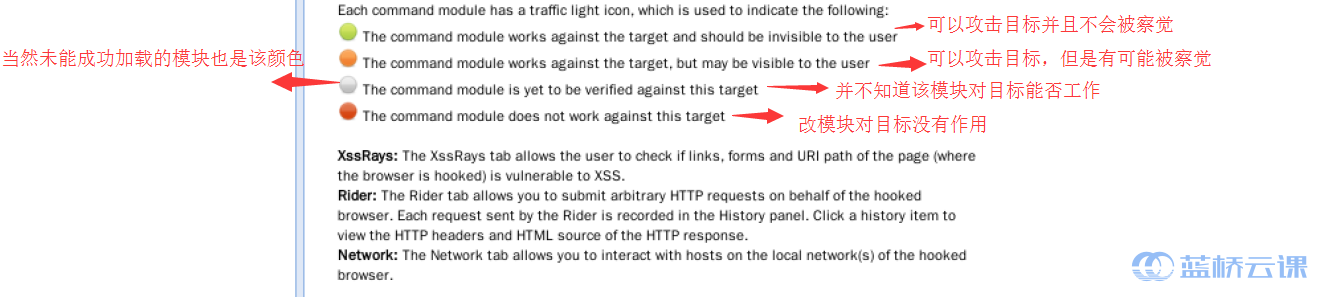 Each command module has a traffic light icon, which is used to indicate the following:
The command module works against the target and should be invisible to the user
可以攻击目标并且不会被察觉
The command module works against the target, but may be visible to the user
可以攻击目标，但是有可能被察觉
当然未能成功加载的模块也是该颜色
The command module is yet to be verified against this target
并不知道该模块对目标能否工作
The command module does not work against this target
改模块对目标没有作用
XssRays: The XssRays tab allows the user to check if links, forms and URI path of the page (where
the browser is hooked) is vulnerable to XSS.
Rider: The Rider tab allows you to submit arbitrary HTTP requests on behalf of the hooked
browser. Each request sent by the Rider is recorded in the History panel. Click a history item to
view the HTTP headers and HTML source of the HTTP response.
Network: The Network tab allows you to interact with hosts on the local network(s) of the hooked
browser.
蓝桥云课